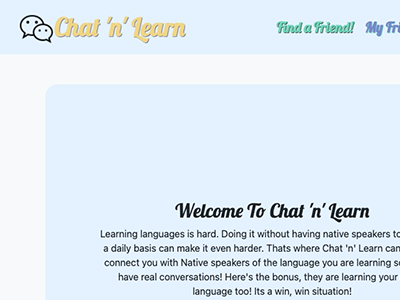 Chat 'n' Learn
Find a Friend!
My Fri
Welcome To Chat 'n' Learn
Learning languages is hard. Doing it without having native speakers to
a daily basis can make it even harder. Thats where Chat 'n' Learn can
connect you with Native speakers of the language you are learning so
have real conversations! Here's the bonus, they are learning your
language too! Its a win, win situation!